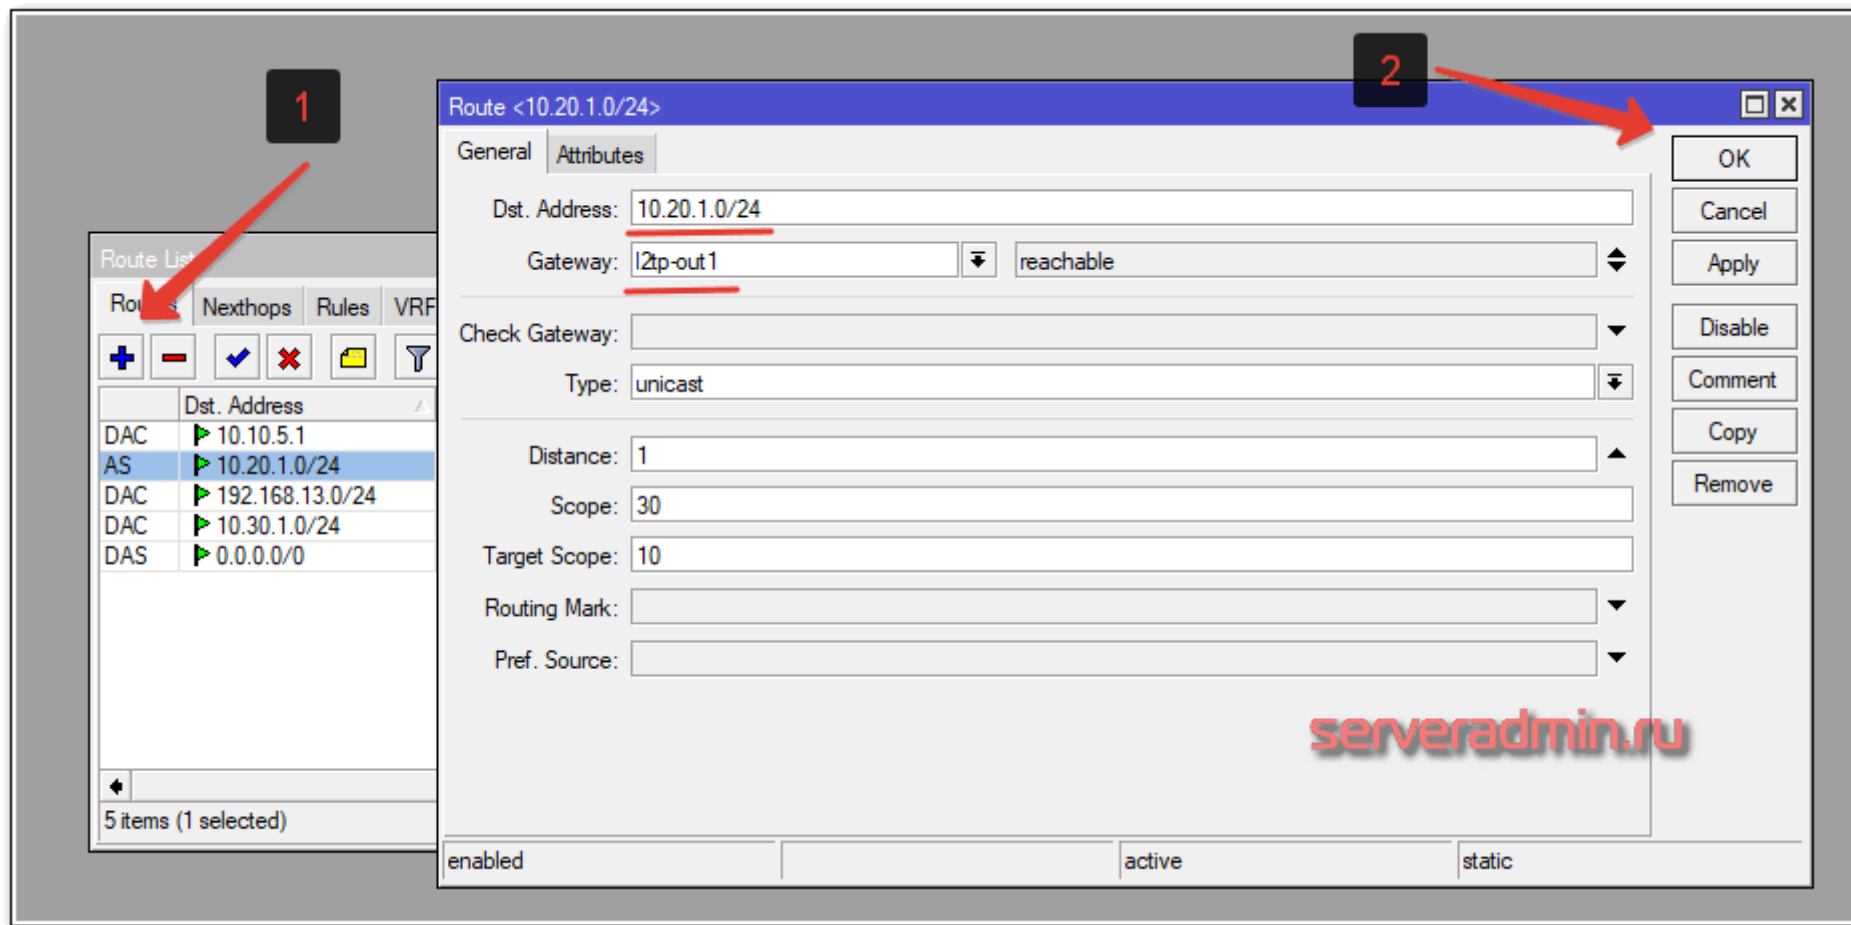 1
2
Route <10.20.1.0/24>
General Attributes
Dst. Address: 10.20.1.0/24
Gateway: l2tp-out1 reachable
Check Gateway:
Type: unicast
Distance: 1
Scope: 30
Target Scope: 10
Routing Mark:
Pref. Source:
enabled active static
OK
Cancel
Apply
Disable
Comment
Copy
Remove
Route
Nexthops Rules VRF
Dst. Address
DAC 10.10.5.1
AS 10.20.1.0/24
DAC 192.168.13.0/24
DAC 10.30.1.0/24
DAS 0.0.0.0/0
5 items (1 selected)
serveradmin.ru